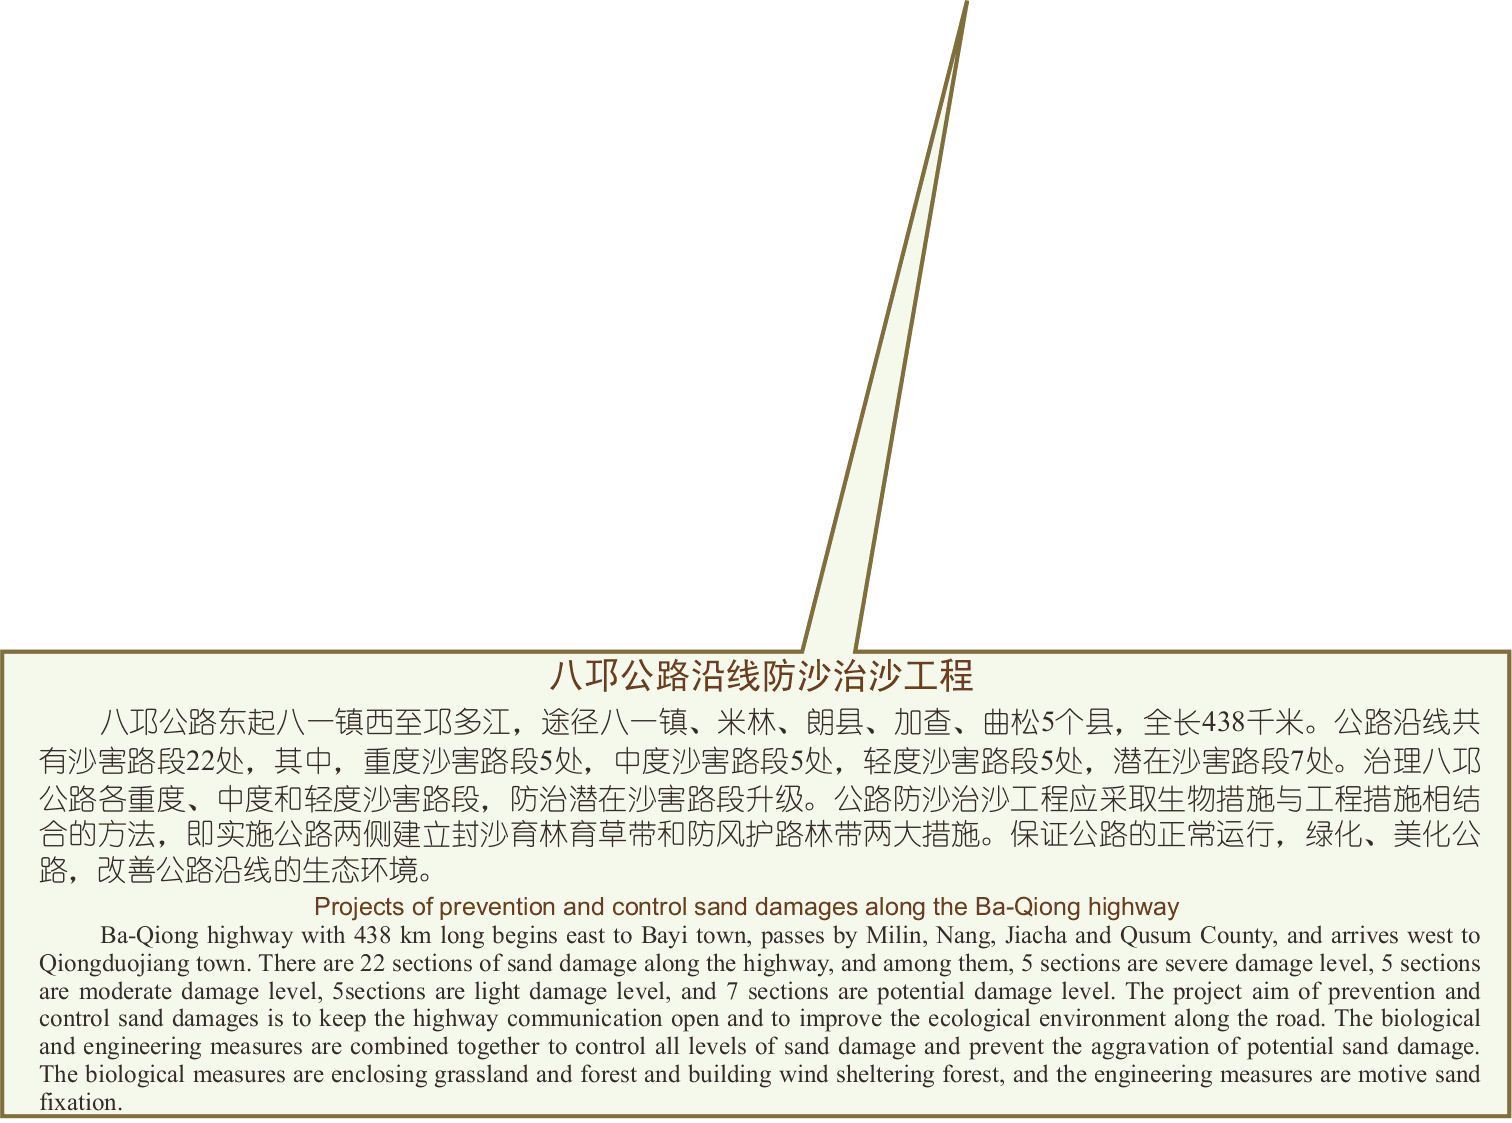 八邛公路沿线防沙治沙工程
八邛公路东起八一镇西至邛多江，途径八一镇、米林、朗县、加查、曲松5个县，全长438千米。公路沿线共
有沙害路段22处，其中，重度沙害路段5处，中度沙害路段5处，轻度沙害路段5处，潜在沙害路段7处。治理八邛
公路各重度、中度和轻度沙害路段，防治潜在沙害路段升级。公路防沙治沙工程应采取生物措施与工程措施相结
合的方法，即实施公路两侧建立封沙育林育草带和防风护路林带两大措施。保证公路的正常运行，绿化、美化公
路，改善公路沿线的生态环境。
Projects of prevention and control sand damages along the Ba-Qiong highway
Ba-Qiong highway with 438 km long begins east to Bayi town, passes by Milin, Nang, Jiacha and Qusum County, and arrives west to
Qiongduojiang town. There are 22 sections of sand damage along the highway, and among them, 5 sections are severe damage level, 5 sections
are moderate damage level, 5sections are light damage level, and 7 sections are potential damage level. The project aim of prevention and
control sand damages is to keep the highway communication open and to improve the ecological environment along the road. The biological
and engineering measures are combined together to control all levels of sand damage and prevent the aggravation of potential sand damage.
The biological measures are enclosing grassland and forest and building wind sheltering forest, and the engineering measures are motive sand
fixation.